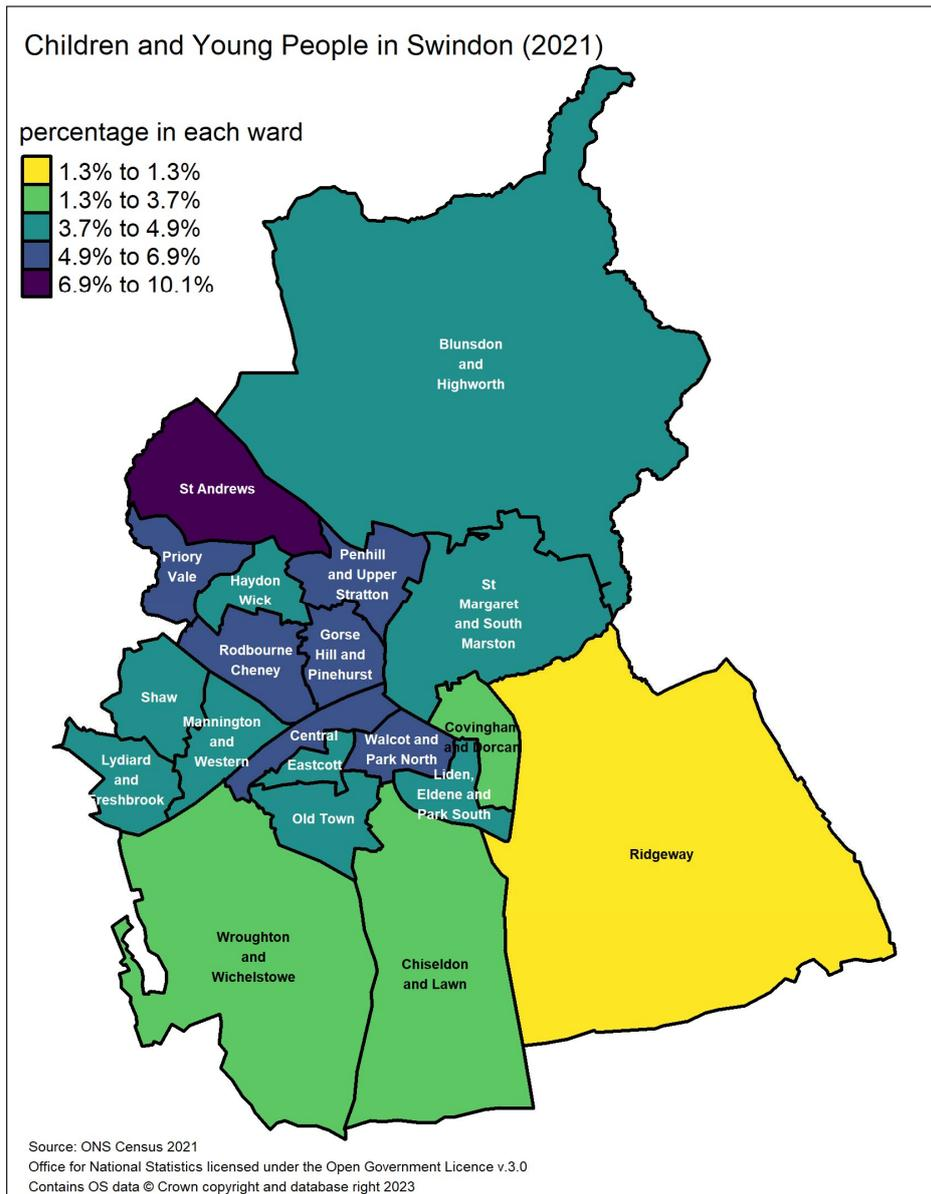 Children and Young People in Swindon (2021)
percentage in each ward
1.3% to 1.3%
1.3% to 3.7%
3.7% to 4.9%
4.9% to 6.9%
6.9% to 10.1%
Blunsdon
and
Highworth
St Andrews
Priory
Vale
Haydon
Wick
Penhill
and Upper
Stratton
St
Margaret
and South
Marston
Rodbourne
Cheney
Gorse
Hill and
Pinehurst
Shaw
Mannington
and
Western
Central
Eastcott
Walcot and
Park North
Covingham
and Dorcan
Lydiard
and
Freshbrook
Liden,
Eldene and
Park South
Old Town
Ridgeway
Wroughton
and
Wichelstowe
Chiseldon
and Lawn
Source: ONS Census 2021
Office for National Statistics licensed under the Open Government Licence v.3.0
Contains OS data © Crown copyright and database right 2023